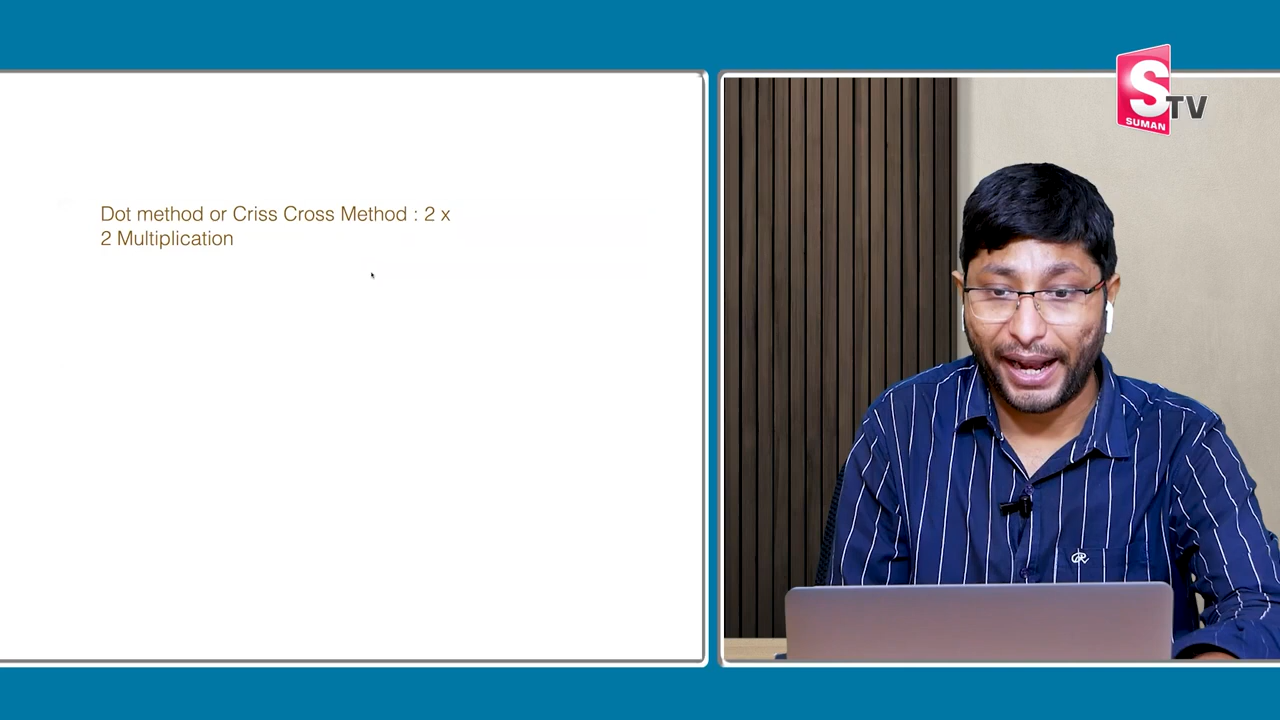 Dot method or Criss Cross Method : 2 x
2 Multiplication
S
TV
SUMAN